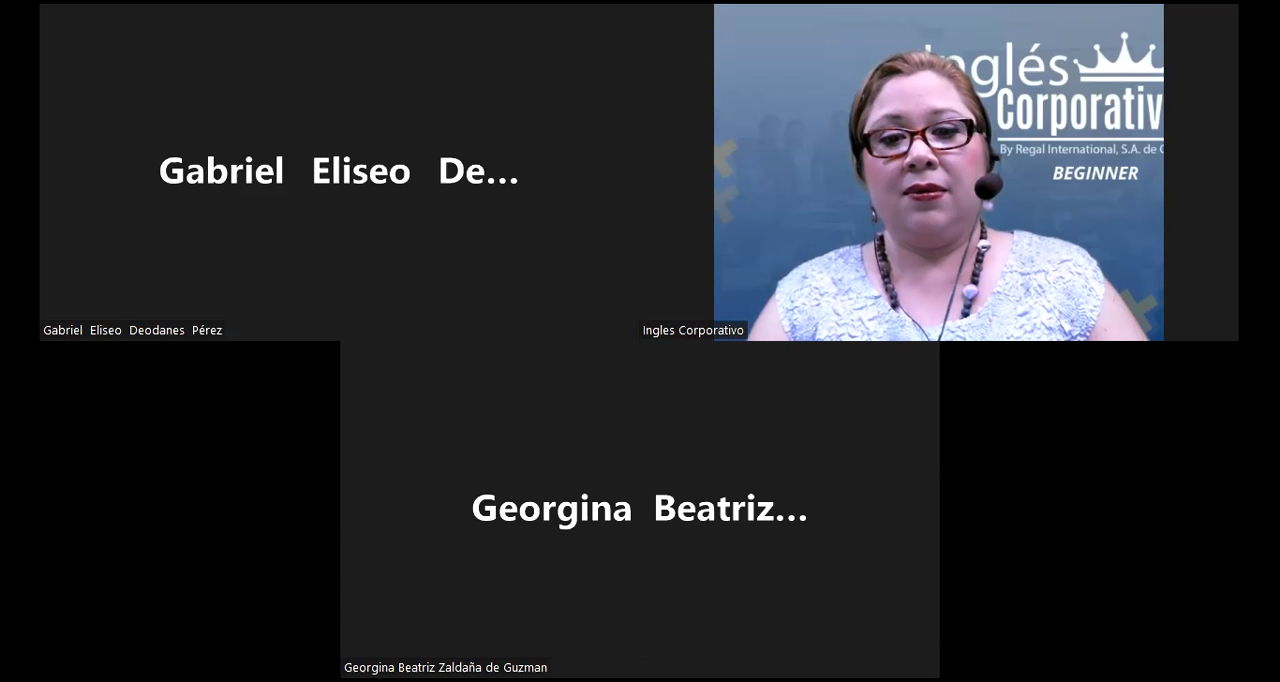 Gabriel Eliseo De...
Gabriel Eliseo Deodanes Pérez
Inglés
Corporativ
By Regal International, S.A. de C
BEGINNER
Ingles Corporativo
Georgina Beatriz...
Georgina Beatriz Zaldaña de Guzman